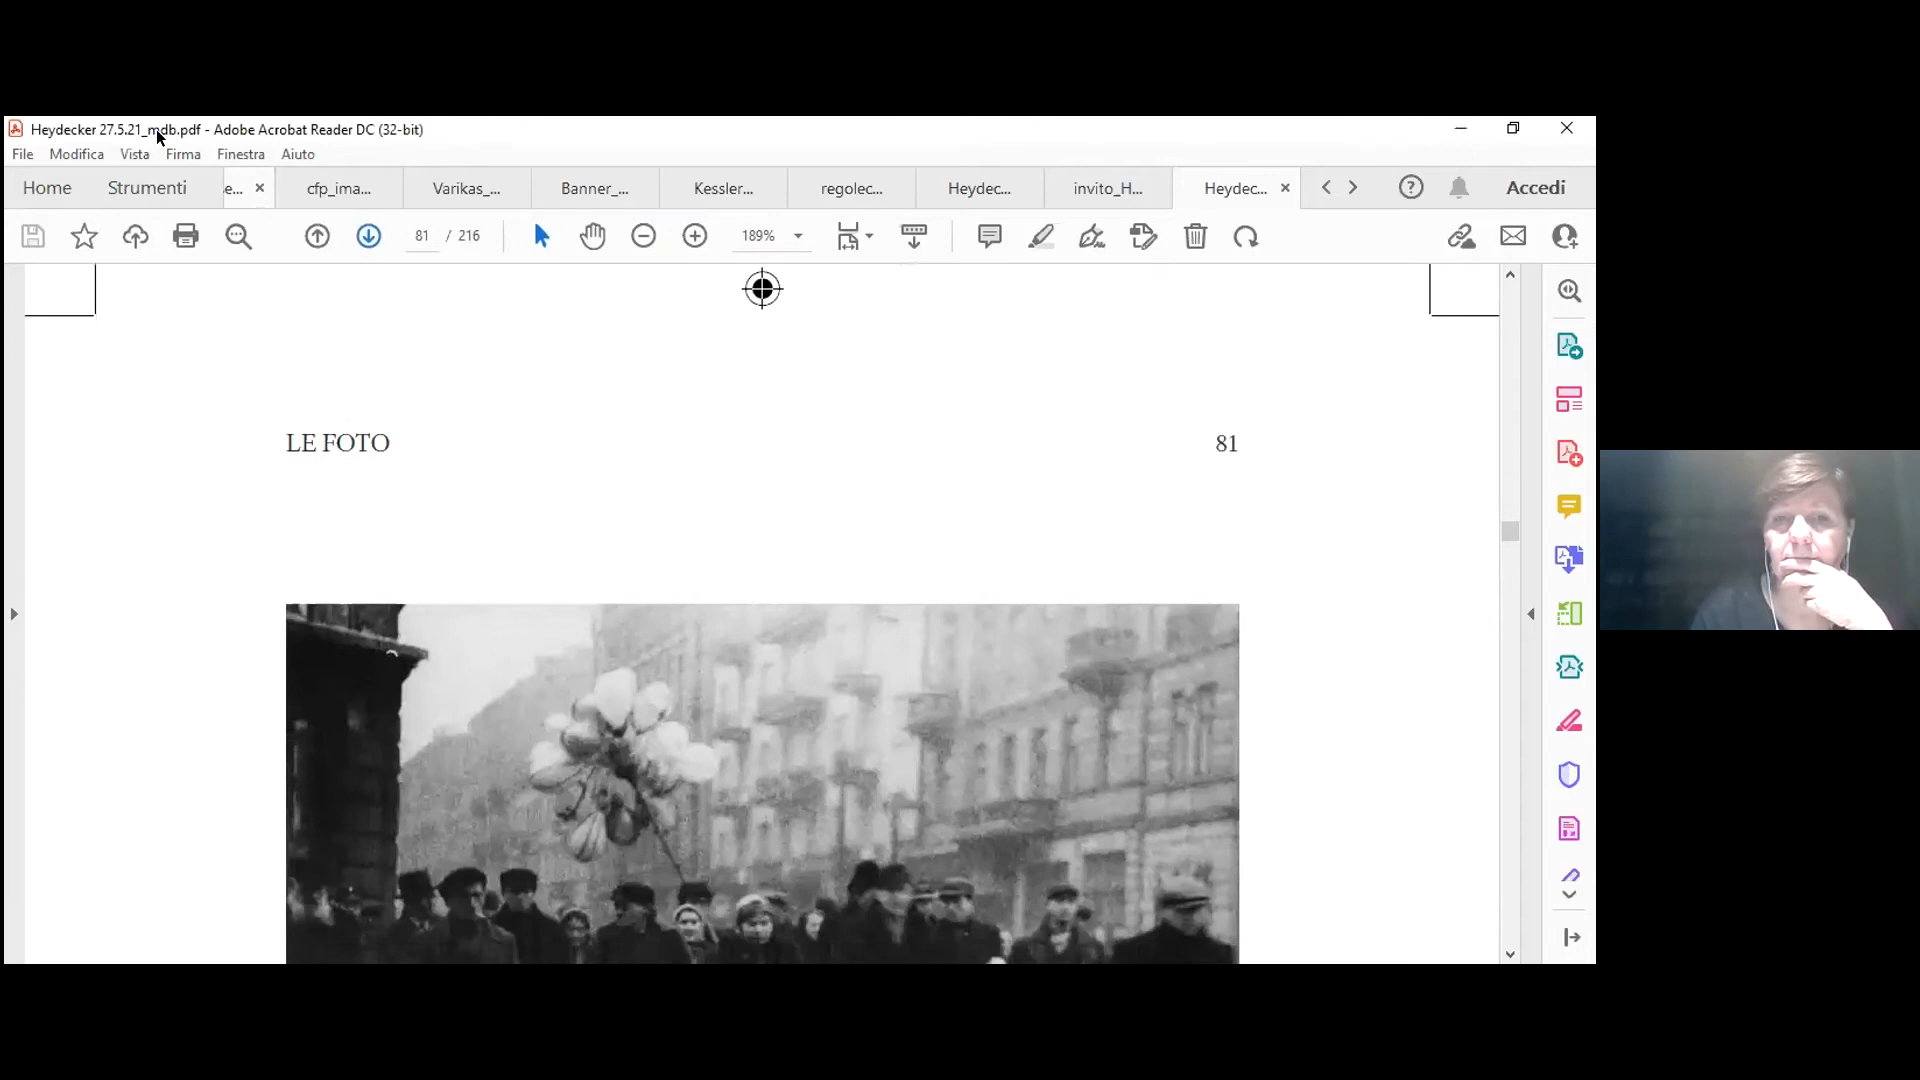 Heydecker 27.5.21_mdb.pdf - Adobe Acrobat Reader DC (32-bit)
File Modifica Vista Firma Finestra Aiuto
Home Strumenti e... cfp_ima... Varikas_... Banner_... Kessler... regolec... Heydec... invito_H... Heydec... Accedi
81 / 216 189%
LE FOTO 81